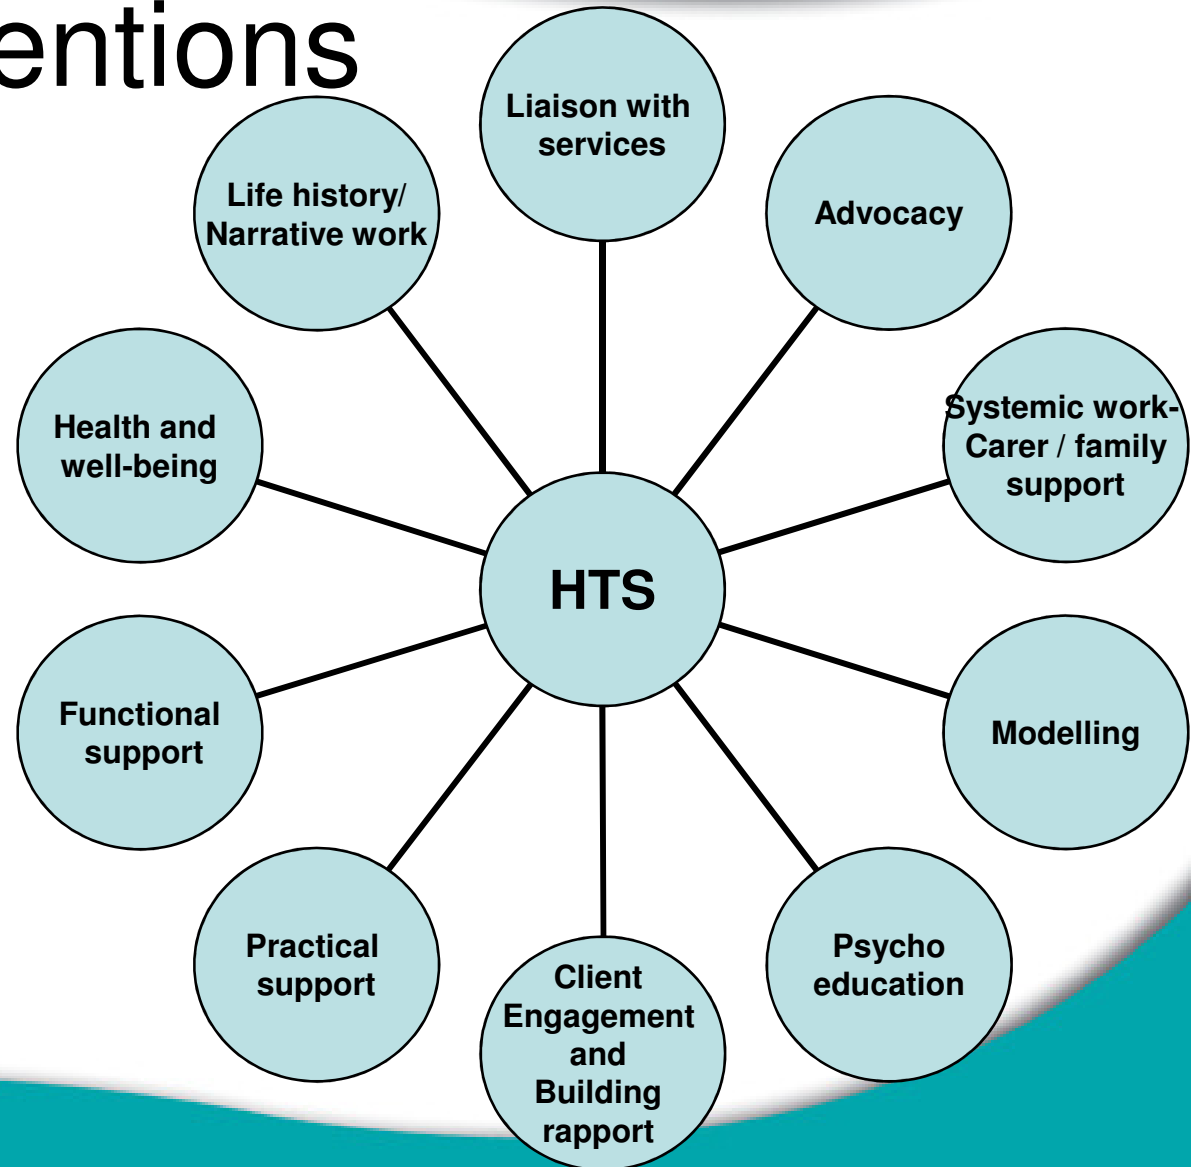 entions
Liaison with
services
Life history/
Narrative work
Advocacy
Systemic work-
Carer / family
support
Health and
well-being
HTS
Functional
support
Modelling
Practical
support
Psycho
education
Client
Engagement
and
Building
rapport